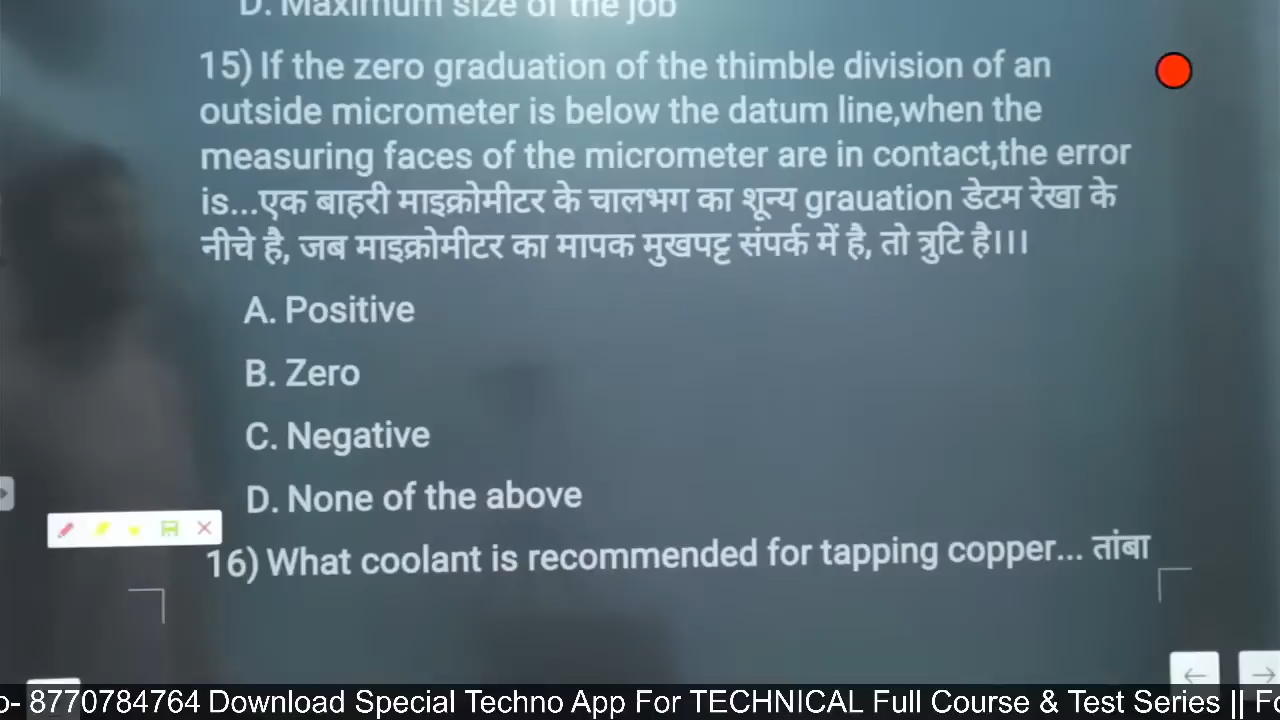 D. Maximum size of the job
15) If the zero graduation of the thimble division of an
outside micrometer is below the datum line,when the
measuring faces of the micrometer are in contact,the error
is...एक बाहरी माइक्रोमीटर के चालभग का शून्य grauation डेटम रेखा के
नीचे है, जब माइक्रोमीटर का मापक मुखपट्ट संपर्क में है, तो त्रुटि है।।।
A. Positive
B. Zero
C. Negative
D. None of the above
16) What coolant is recommended for tapping copper... तांबा
8770784764 Download Special Techno App For TECHNICAL Full Course & Test Series ||